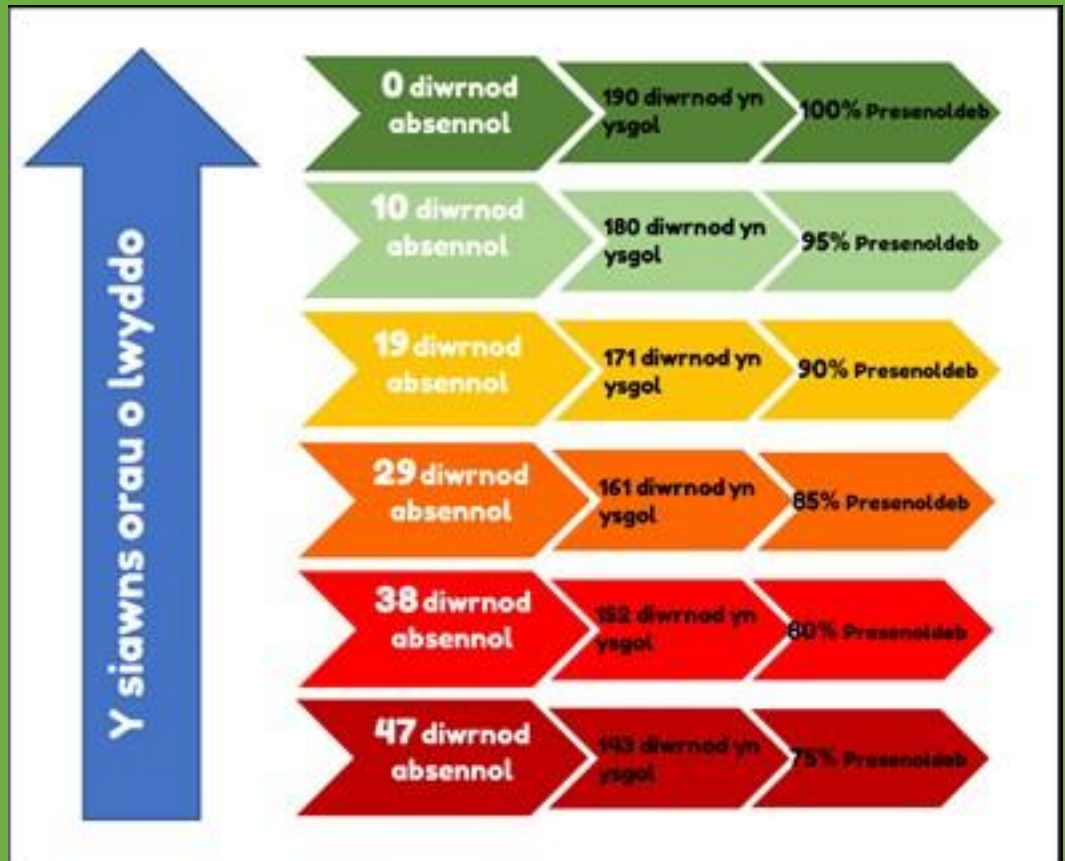 Y siawns orau o lwyddo
0 diwrnod
absennol
190 diwrnod yn
ysgol
100% Presenoldeb
10 diwrnod
absennol
180 diwrnod yn
ysgol
95% Presenoldeb
19 diwrnod
absennol
171 diwrnod yn
ysgol
90% Presenoldeb
29 diwrnod
absennol
161 diwrnod yn
ysgol
85% Presenoldeb
38 diwrnod
absennol
152 diwrnod yn
ysgol
80% Presenoldeb
47 diwrnod
absennol
143 diwrnod yn
ysgol
75% Presenoldeb